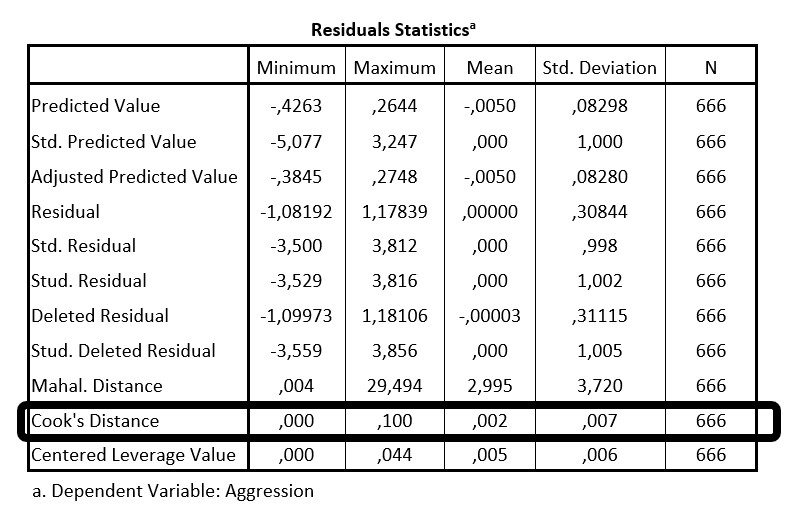 Residuals Statisticsa
Minimum Maximum Mean Std. Deviation N
Predicted Value -,4263 ,2644 -,0050 ,08298 666
Std. Predicted Value -5,077 3,247 ,000 1,000 666
Adjusted Predicted Value -,3845 ,2748 -,0050 ,08280 666
Residual -1,08192 1,17839 ,00000 ,30844 666
Std. Residual -3,500 3,812 ,000 ,998 666
Stud. Residual -3,529 3,816 ,000 1,002 666
Deleted Residual -1,09973 1,18106 -,00003 ,31115 666
Stud. Deleted Residual -3,559 3,856 ,000 1,005 666
Mahal. Distance ,004 29,494 2,995 3,720 666
Cook's Distance ,000 ,100 ,002 ,007 666
Centered Leverage Value ,000 ,044 ,005 ,006 666
a. Dependent Variable: Aggression